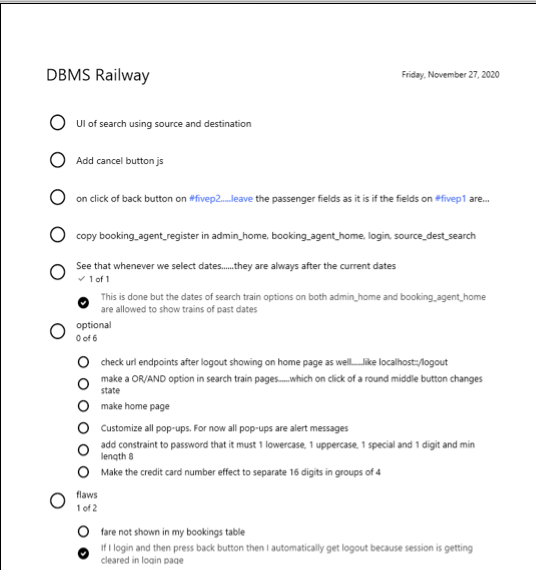 DBMS Railway
Friday, November 27, 2020
UI of search using source and destination
Add cancel button js
on click of back button on #fivep2....leave the passenger fields as it is if the fields on #fivep1 are...
copy booking_agent_register in admin_home, booking_agent_home, login, source_dest_search
See that whenever we select dates......they are always after the current dates
✓ 1 of 1
This is done but the dates of search train options on both admin_home and booking_agent_home
are allowed to show trains of past dates
optional
0 of 6
check url endpoints after logout showing on home page as well.....like localhost:/logout
make a OR/AND option in search train pages.....which on click of a round middle button changes
state
make home page
Customize all pop-ups. For now all pop-ups are alert messages
add constraint to password that it must 1 lowercase, 1 uppercase, 1 special and 1 digit and min
length 8
Make the credit card number effect to separate 16 digits in groups of 4
flaws
1 of 2
fare not shown in my bookings table
If I login and then press back button then I automatically get logout because session is getting
cleared in login page